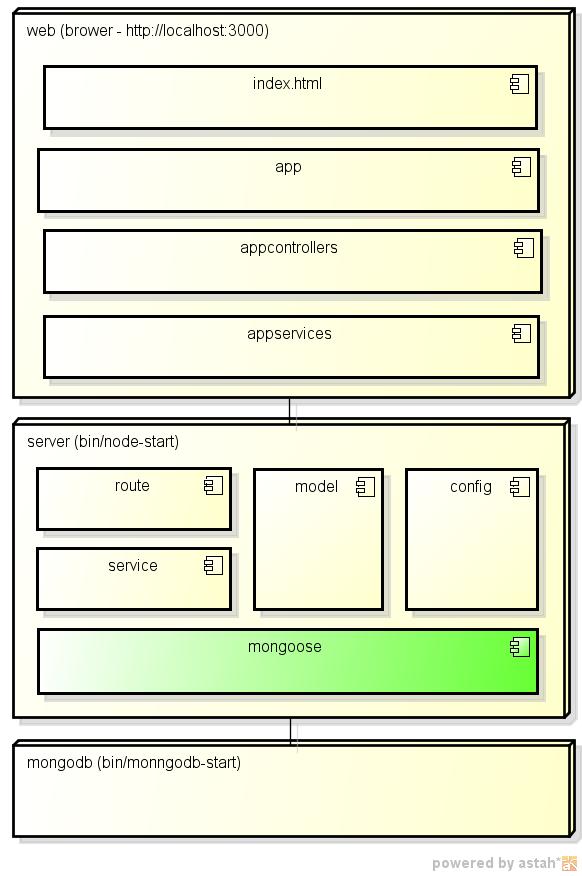 web (brower - http://localhost:3000)
index.html
app
appcontrollers
appservices
server (bin/node-start)
route
model
config
service
mongoose
mongodb (bin/monngodb-start)
powered by astah*